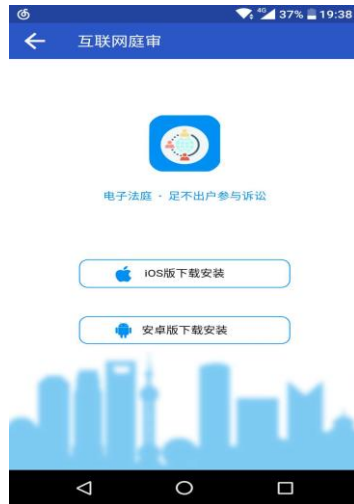 4G 37% 19:38
互联网庭审
电子法庭 · 足不出户参与诉讼
iOS版下载安装
安卓版下载安装